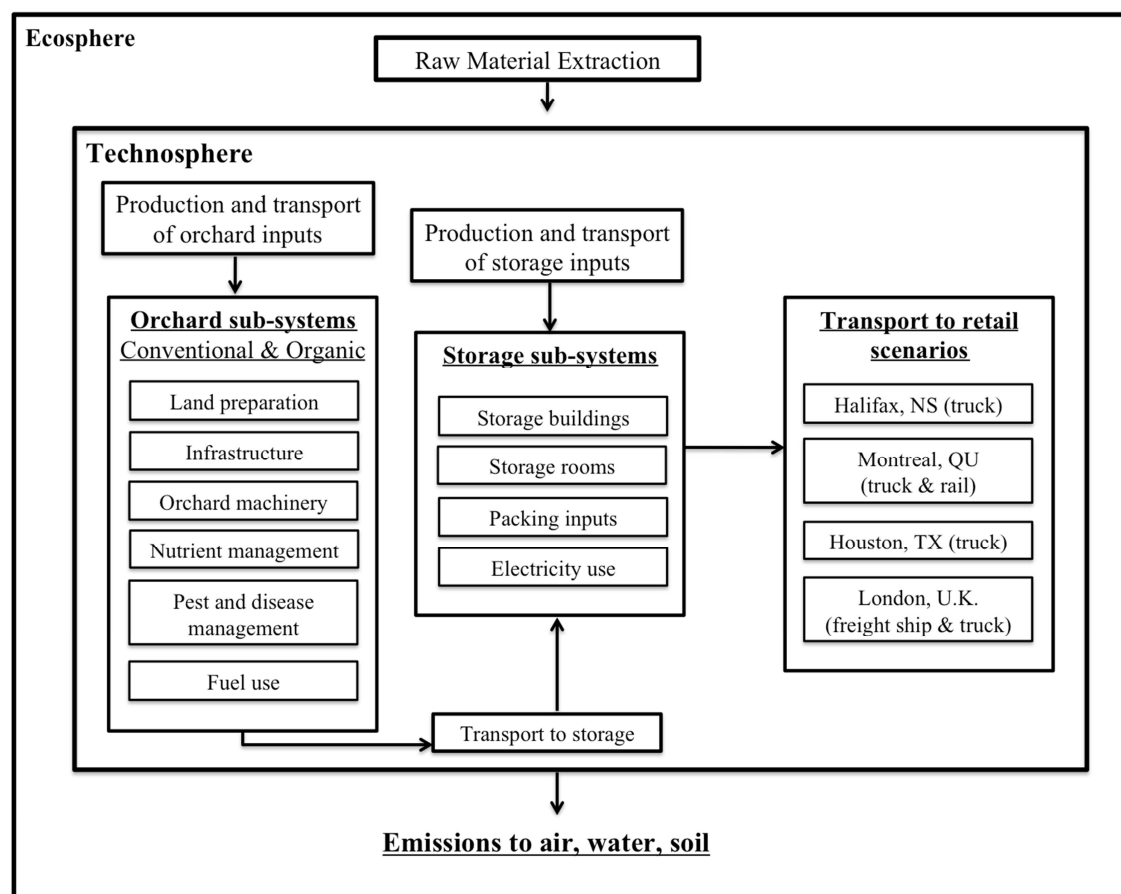 Ecosphere
Raw Material Extraction
Technosphere
Production and transport
of orchard inputs
Production and transport
of storage inputs
Orchard sub-systems
Conventional & Organic
Land preparation
Infrastructure
Orchard machinery
Nutrient management
Pest and disease
management
Fuel use
Storage sub-systems
Storage buildings
Storage rooms
Packing inputs
Electricity use
Transport to storage
Transport to retail
scenarios
Halifax, NS (truck)
Montreal, QU
(truck & rail)
Houston, TX (truck)
London, U.K.
(freight ship & truck)
Emissions to air, water, soil